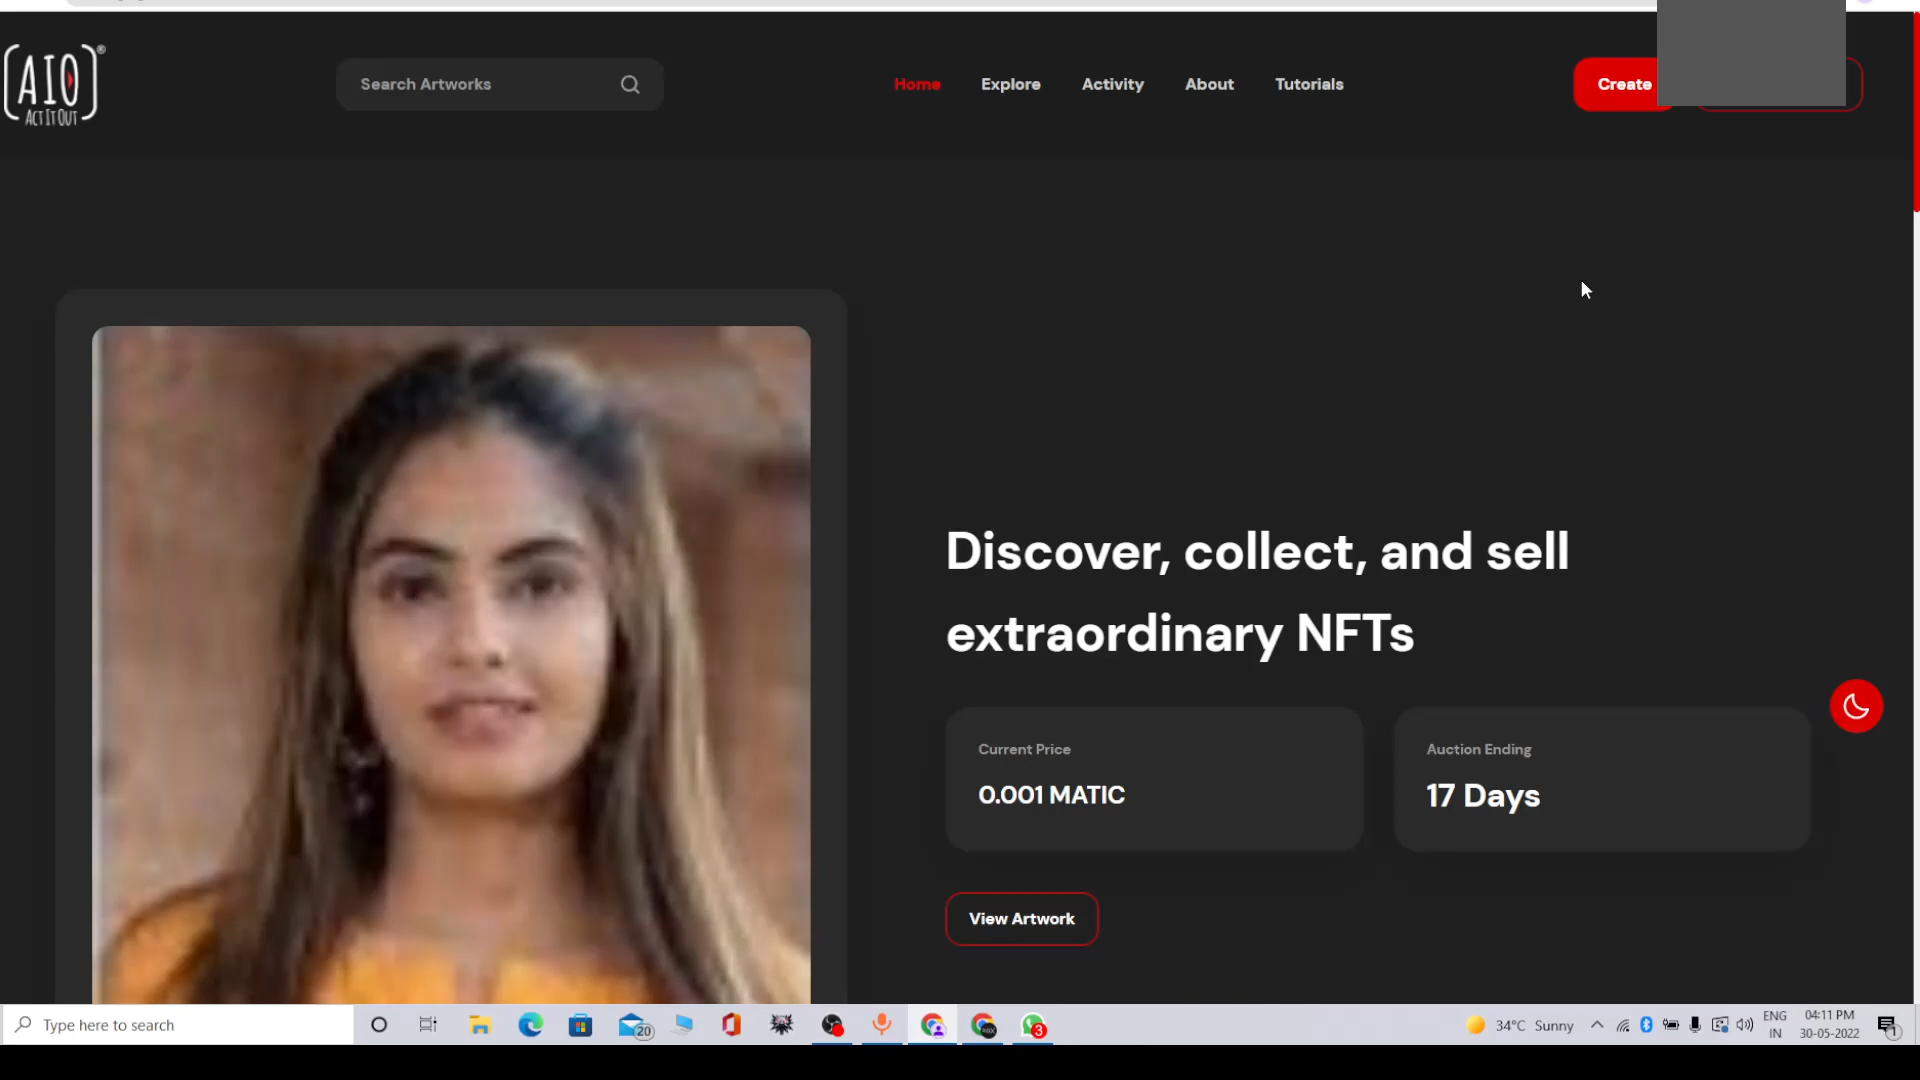 [AIO]®
ACT IT OUT
Search Artworks
Home
Explore
Activity
About
Tutorials
Create
Discover, collect, and sell
extraordinary NFTs
Current Price
0.001 MATIC
Auction Ending
17 Days
View Artwork
Type here to search
20
3
34°C Sunny
ENG
IN
04:11 PM
30-05-2022
1